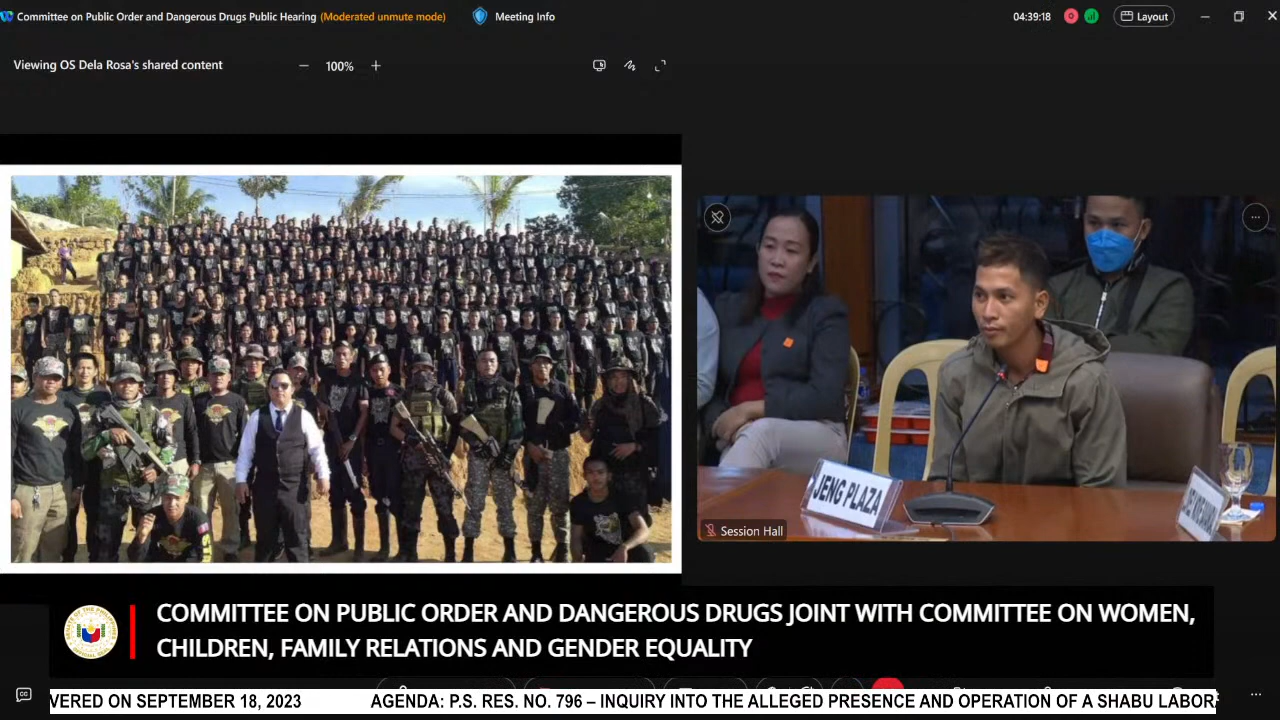 Committee on Public Order and Dangerous Drugs Public Hearing (Moderated unmute mode)
Meeting Info
04:39:18
Layout
Viewing OS Dela Rosa's shared content
100%
JENG PLAZA
Session Hall
COMMITTEE ON PUBLIC ORDER AND DANGEROUS DRUGS JOINT WITH COMMITTEE ON WOMEN,
CHILDREN, FAMILY RELATIONS AND GENDER EQUALITY
VERED ON SEPTEMBER 18, 2023 AGENDA: P.S. RES. NO. 796 – INQUIRY INTO THE ALLEGED PRESENCE AND OPERATION OF A SHABU LABOR